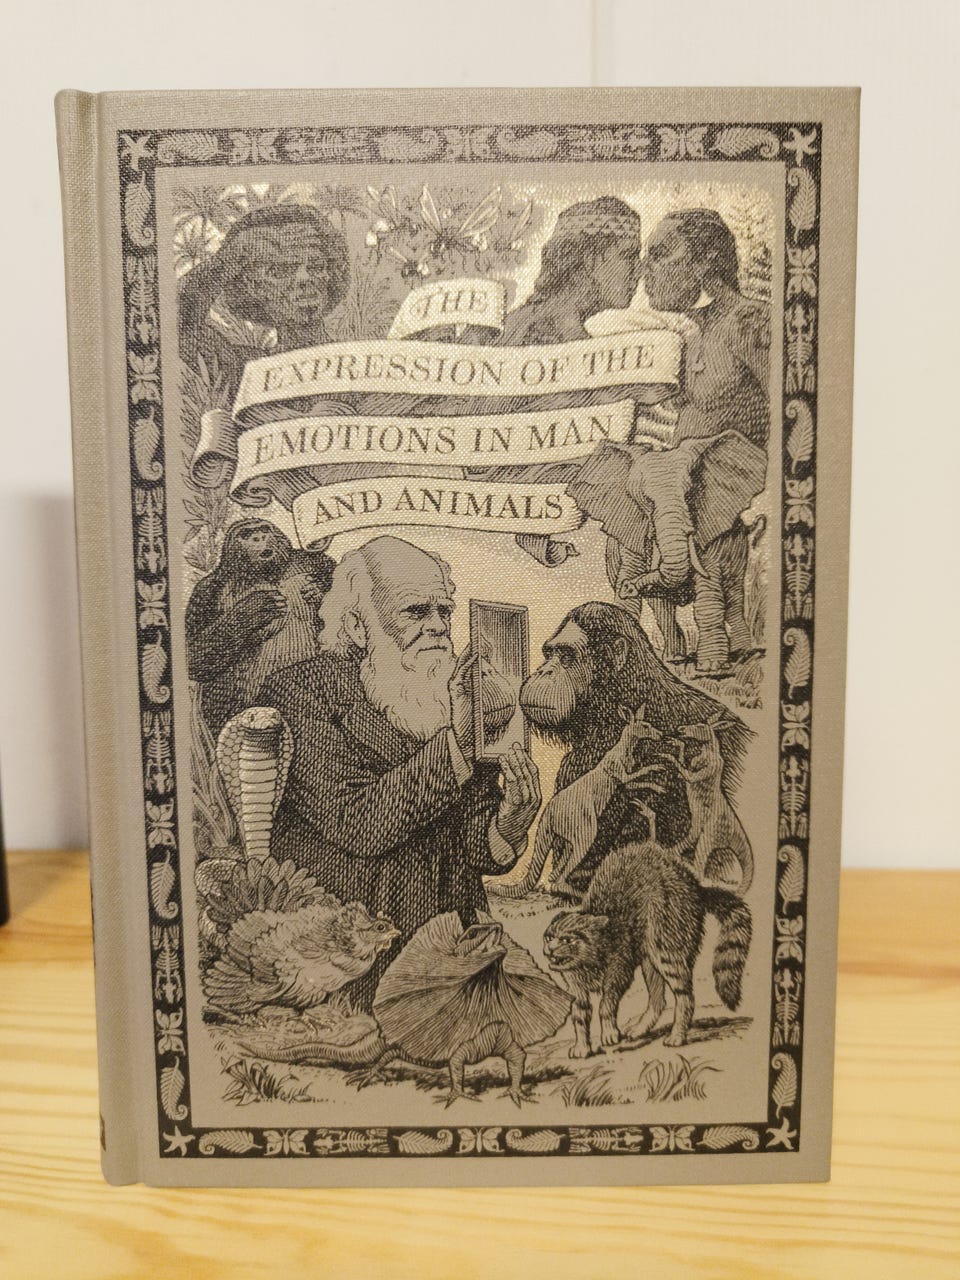 THE
EXPRESSION OF THE
EMOTIONS IN MAN
AND ANIMALS